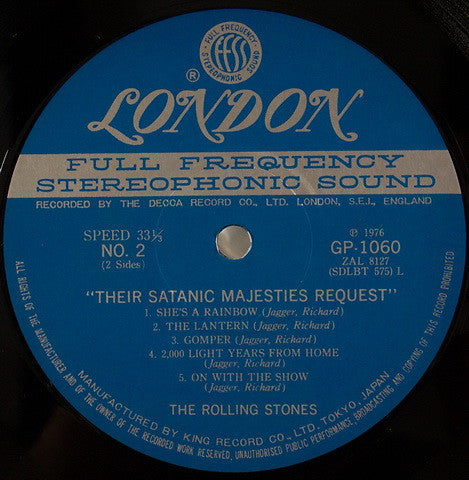 FULL FREQUENCY
ffss
STEREOPHONIC SOUND
®
LONDON
FULL FREQUENCY
STEREOPHONIC SOUND
RECORDED BY THE DECCA RECORD CO., LTD. LONDON, S.E.I., ENGLAND
SPEED 33⅓
NO. 2
(2 Sides)
℗ 1976
GP-1060
ZAL 8127
(SDLBT 575) L
"THEIR SATANIC MAJESTIES REQUEST"
1. SHE'S A RAINBOW (Jagger, Richard)
2. THE LANTERN (Jagger, Richard)
3. GOMPER (Jagger, Richard)
4. 2,000 LIGHT YEARS FROM HOME
(Jagger, Richard)
5. ON WITH THE SHOW
(Jagger, Richard)
THE ROLLING STONES
MANUFACTURED BY KING RECORD CO., LTD. TOKYO, JAPAN
ALL RIGHTS OF THE MANUFACTURER AND OF THE OWNER OF THE RECORDED WORK RESERVED. UNAUTHORISED PUBLIC PERFORMANCE, BROADCASTING AND COPYING OF THIS RECORD PROHIBITED